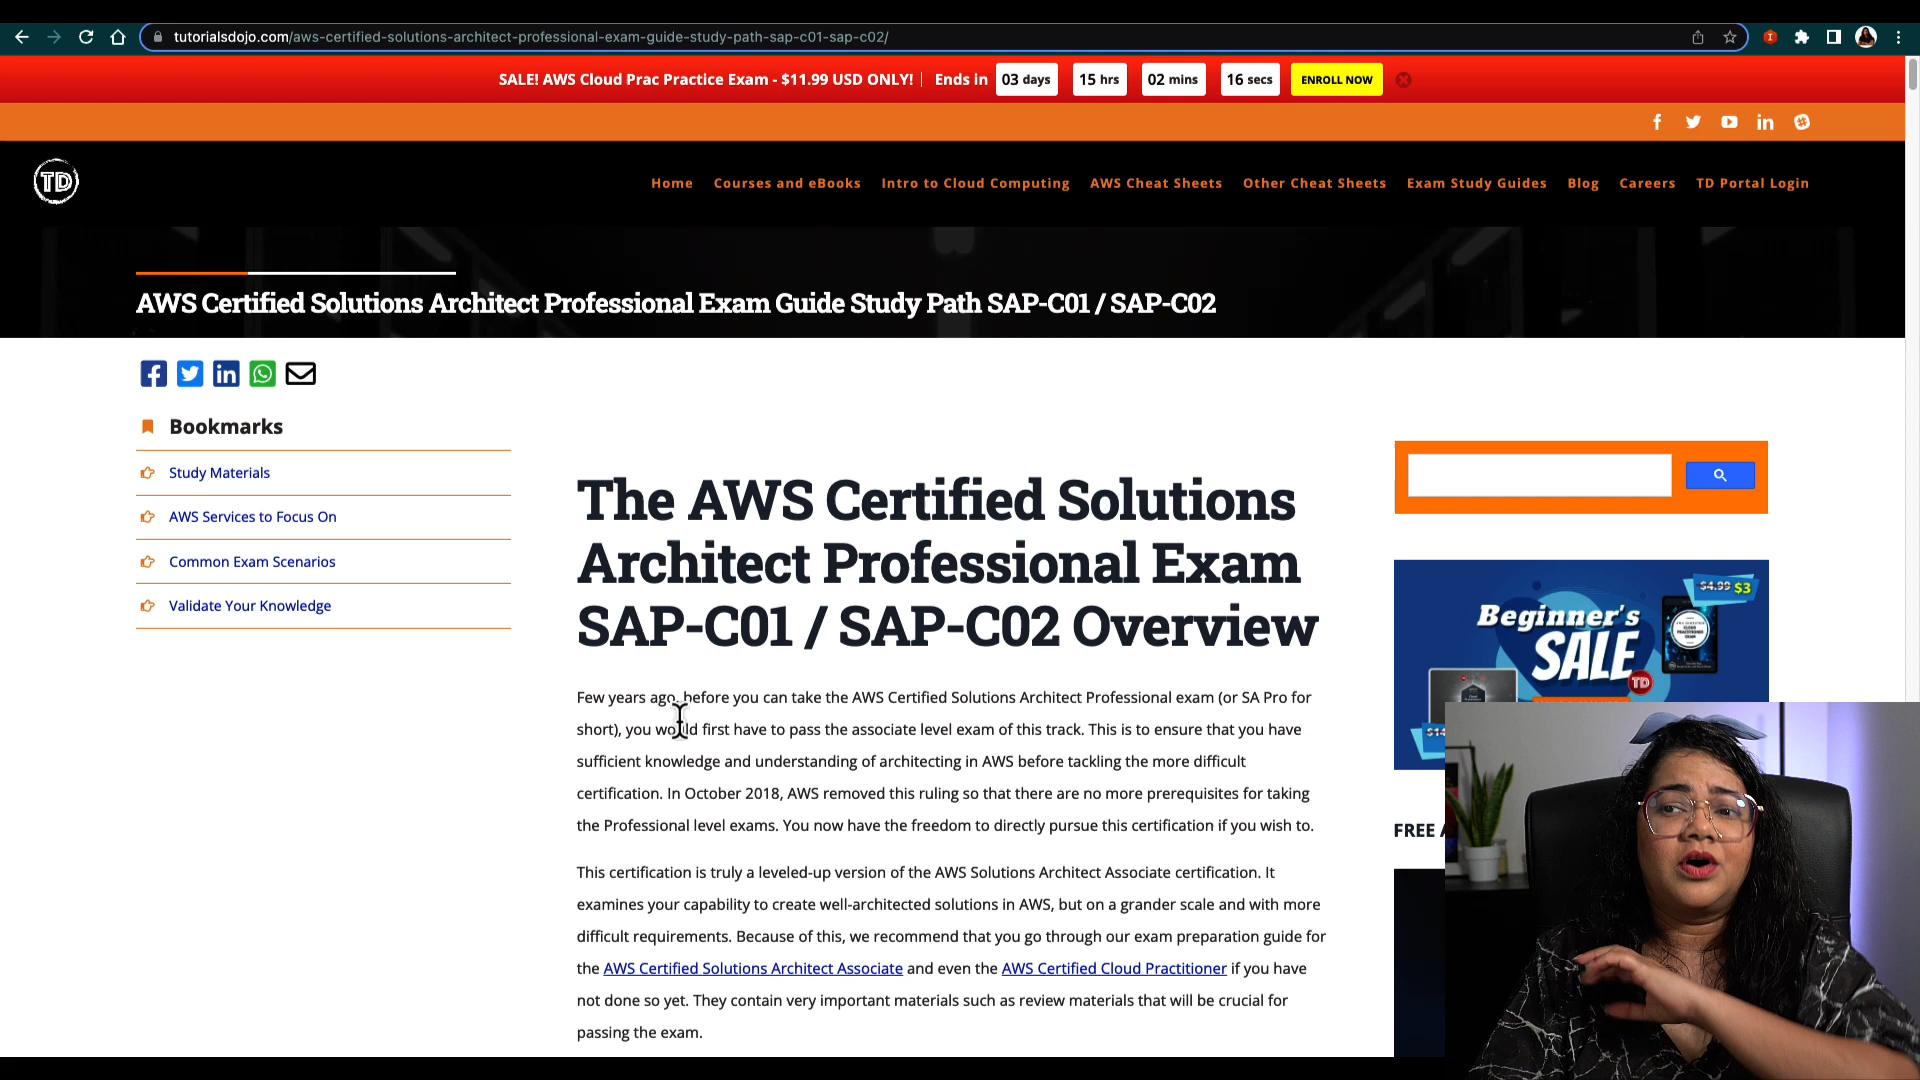 tutorialsdojo.com/aws-certified-solutions-architect-professional-exam-guide-study-path-sap-c01-sap-c02/
SALE! AWS Cloud Prac Practice Exam - $11.99 USD ONLY! | Ends in 03 days 15 hrs 02 mins 16 secs ENROLL NOW
TD
Home Courses and eBooks Intro to Cloud Computing AWS Cheat Sheets Other Cheat Sheets Exam Study Guides Blog Careers TD Portal Login
AWS Certified Solutions Architect Professional Exam Guide Study Path SAP-C01 / SAP-C02
Bookmarks
Study Materials
AWS Services to Focus On
Common Exam Scenarios
Validate Your Knowledge
The AWS Certified Solutions
Architect Professional Exam
SAP-C01 / SAP-C02 Overview
Few years ago, before you can take the AWS Certified Solutions Architect Professional exam (or SA Pro for
short), you would first have to pass the associate level exam of this track. This is to ensure that you have
sufficient knowledge and understanding of architecting in AWS before tackling the more difficult
certification. In October 2018, AWS removed this ruling so that there are no more prerequisites for taking
the Professional level exams. You now have the freedom to directly pursue this certification if you wish to.
This certification is truly a leveled-up version of the AWS Solutions Architect Associate certification. It
examines your capability to create well-architected solutions in AWS, but on a grander scale and with more
difficult requirements. Because of this, we recommend that you go through our exam preparation guide for
the AWS Certified Solutions Architect Associate and even the AWS Certified Cloud Practitioner if you have
not done so yet. They contain very important materials such as review materials that will be crucial for
passing the exam.
$4.99 $3
Beginner's
SALE
TD
FREE